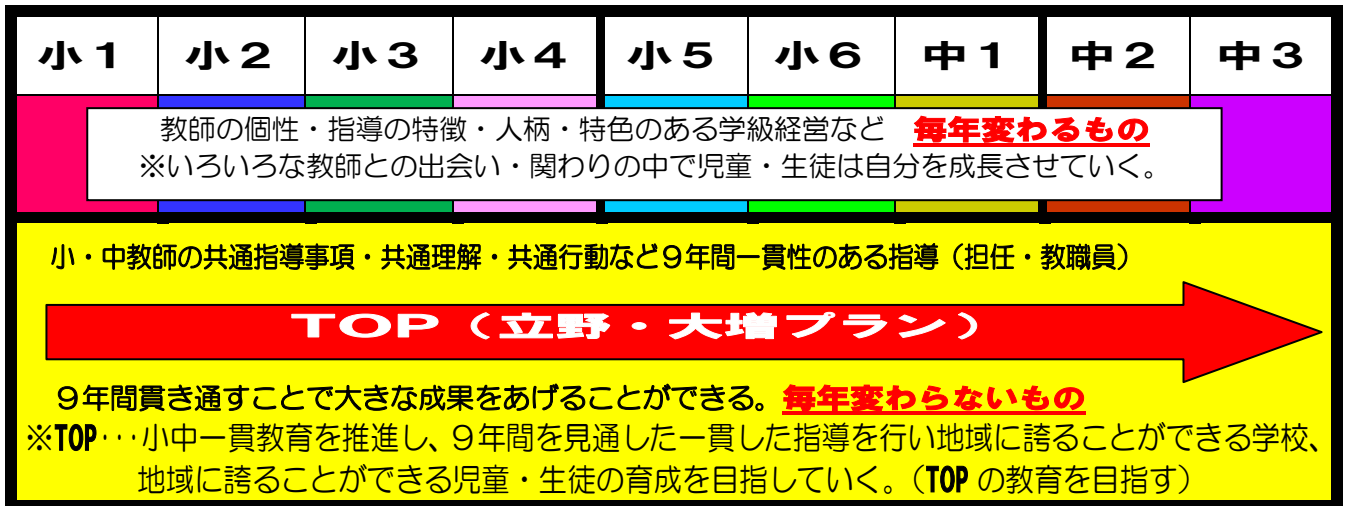 小１ 小２ 小３ 小４ 小５ 小６ 中１ 中２ 中３
教師の個性・指導の特徴・人柄・特色のある学級経営など　毎年変わるもの
※いろいろな教師との出会い・関わりの中で児童・生徒は自分を成長させていく。
小・中教師の共通指導事項・共通理解・共通行動など９年間一貫性のある指導（担任・教職員）
ＴＯＰ（立野・大増プラン）
９年間貫き通すことで大きな成果をあげることができる。毎年変わらないもの
※TOP･･･小中一貫教育を推進し、９年間を見通した一貫した指導を行い地域に誇ることができる学校、
地域に誇ることができる児童・生徒の育成を目指していく。（TOP の教育を目指す）